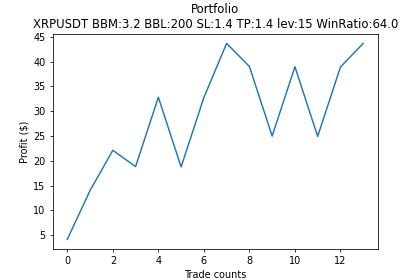 Portfolio
XRPUSDT BBM:3.2 BBL:200 SL:1.4 TP:1.4 lev:15 WinRatio:64.0
Profit ($)
45
40
35
30
25
20
15
10
5
0 2 4 6 8 10 12
Trade counts